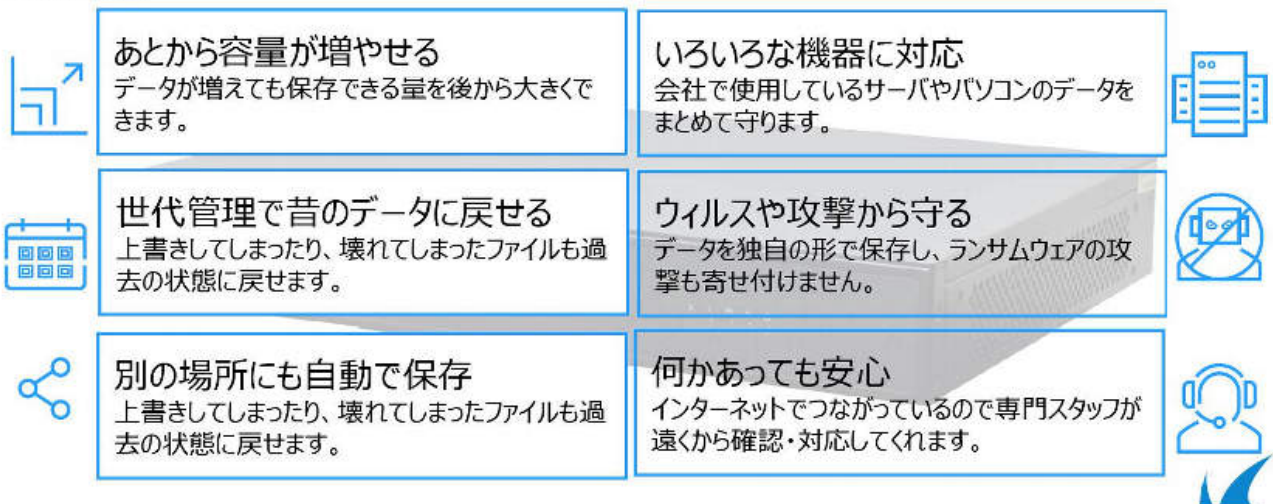 あとから容量が増やせる
データが増えても保存できる量を後から大きくで
きます。
いろいろな機器に対応
会社で使用しているサーバやパソコンのデータを
まとめて守ります。
世代管理で昔のデータに戻せる
上書きしてしまったり、壊れてしまったファイルも過
去の状態に戻せます。
ウィルスや攻撃から守る
データを独自の形で保存し、ランサムウェアの攻
撃も寄せ付けません。
別の場所にも自動で保存
上書きしてしまったり、壊れてしまったファイルも過
去の状態に戻せます。
何かあっても安心
インターネットでつながっているので専門スタッフが
遠くから確認・対応してくれます。